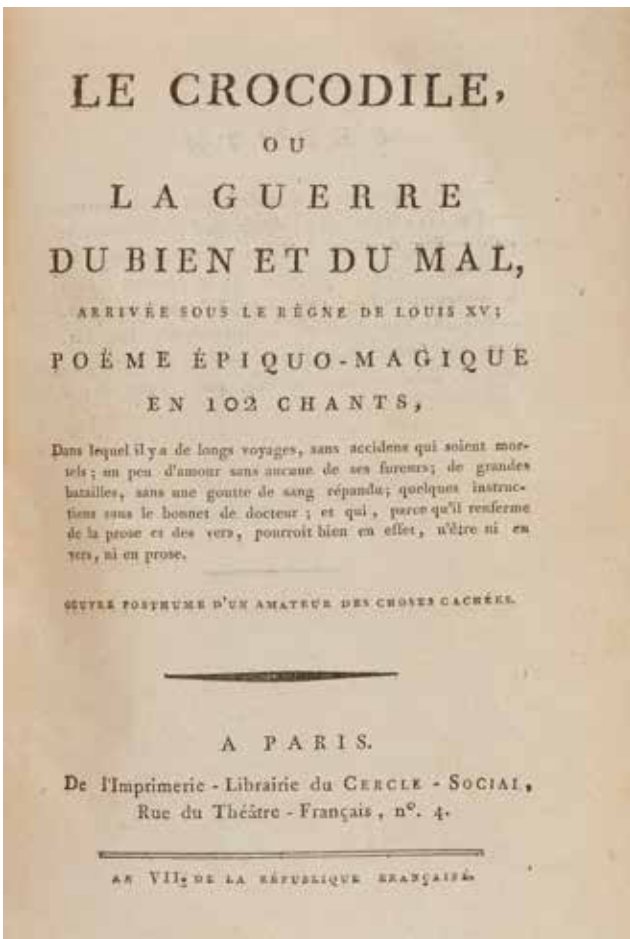 LE CROCODILE,
OU
LA GUERRE
DU BIEN ET DU MAL,
ARRIVÉE SOUS LE RÈGNE DE LOUIS XV;
POÈME ÉPIQUO-MAGIQUE
EN 102 CHANTS,
Dans lequel il y a de longs voyages, sans accidens qui soient mor-
tels; un peu d'amour sans aucune de ses fureurs; de grandes
batailles, sans une goutte de sang répandu; quelques instruc-
tions sans le bonnet de docteur; et qui, parce qu'il renferme
de la prose et des vers, pourroit bien en effet, n'être ni en
vers, ni en prose.
ŒUVRE POSTHUME D'UN AMATEUR DES CHOSES CACHÉES.
A PARIS.
De l'Imprimerie-Librairie du CERCLE-SOCIAL,
Rue du Théâtre-Français, n°. 4.
AN VII. DE LA RÉPUBLIQUE FRANÇAISE.